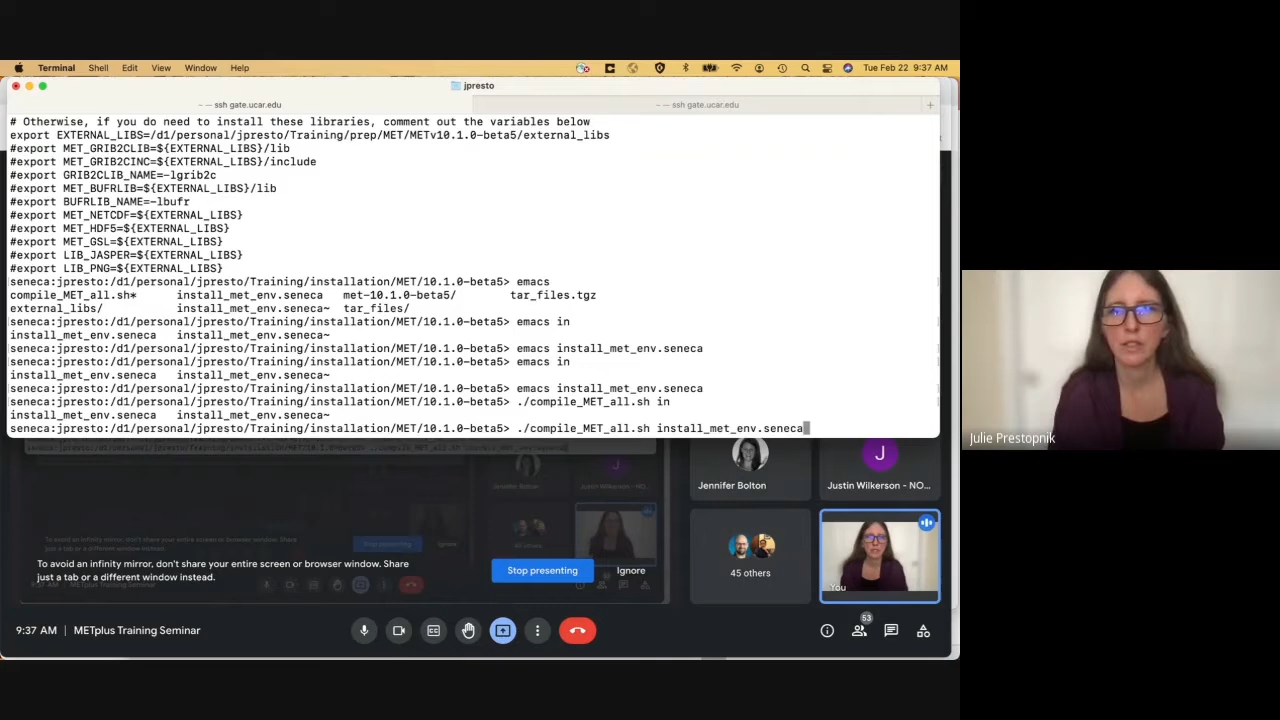 Terminal Shell Edit View Window Help Tue Feb 22 9:37 AM
jpresto
~ — ssh gate.ucar.edu ~ — ssh gate.ucar.edu +
# Otherwise, if you do need to install these libraries, comment out the variables below
export EXTERNAL_LIBS=/d1/personal/jpresto/Training/prep/MET/METv10.1.0-beta5/external_libs
#export MET_GRIB2CLIB=${EXTERNAL_LIBS}/lib
#export MET_GRIB2CINC=${EXTERNAL_LIBS}/include
#export GRIB2CLIB_NAME=-lgrib2c
#export MET_BUFRLIB=${EXTERNAL_LIBS}/lib
#export BUFRLIB_NAME=-lbufr
#export MET_NETCDF=${EXTERNAL_LIBS}
#export MET_HDF5=${EXTERNAL_LIBS}
#export MET_GSL=${EXTERNAL_LIBS}
#export LIB_JASPER=${EXTERNAL_LIBS}
#export LIB_PNG=${EXTERNAL_LIBS}
seneca:jpresto:/d1/personal/jpresto/Training/installation/MET/10.1.0-beta5> emacs
compile_MET_all.sh* install_met_env.seneca met-10.1.0-beta5/ tar_files.tgz
external_libs/ install_met_env.seneca~ tar_files/
seneca:jpresto:/d1/personal/jpresto/Training/installation/MET/10.1.0-beta5> emacs in
install_met_env.seneca install_met_env.seneca~
seneca:jpresto:/d1/personal/jpresto/Training/installation/MET/10.1.0-beta5> emacs install_met_env.seneca
seneca:jpresto:/d1/personal/jpresto/Training/installation/MET/10.1.0-beta5> emacs in
install_met_env.seneca install_met_env.seneca~
seneca:jpresto:/d1/personal/jpresto/Training/installation/MET/10.1.0-beta5> emacs install_met_env.seneca
seneca:jpresto:/d1/personal/jpresto/Training/installation/MET/10.1.0-beta5> ./compile_MET_all.sh in
install_met_env.seneca install_met_env.seneca~
seneca:jpresto:/d1/personal/jpresto/Training/installation/MET/10.1.0-beta5> ./compile_MET_all.sh install_met_env.seneca
Julie Prestopnik
J
Jennifer Bolton Justin Wilkerson - NO...
To avoid an infinity mirror, don't share your entire screen or browser window. Share
just a tab or a different window instead.
Stop presenting Ignore
45 others
You
9:37 AM | METplus Training Seminar
53